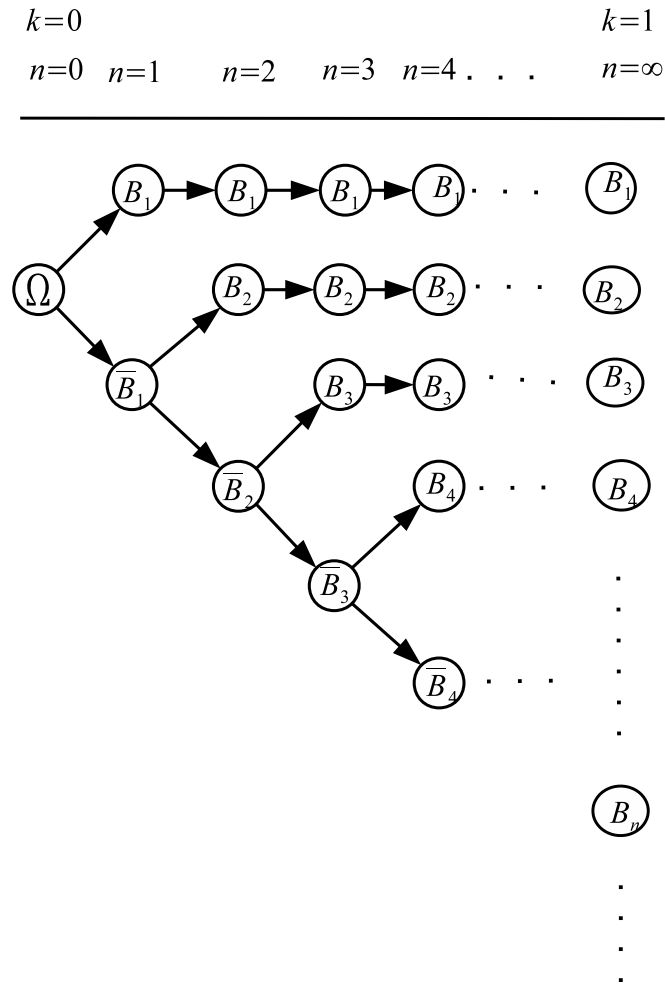 k=0 k=1
n=0 n=1 n=2 n=3 n=4 . . . n=∞
B₁ B₁ B₁ B₁ . . . B₁
Ω B₂ B₂ B₂ . . . B₂
B̅₁ B₃ B₃ . . . B₃
B̅₂ B₄ . . . B₄
B̅₃
B̅₄ . . .
Bₙ